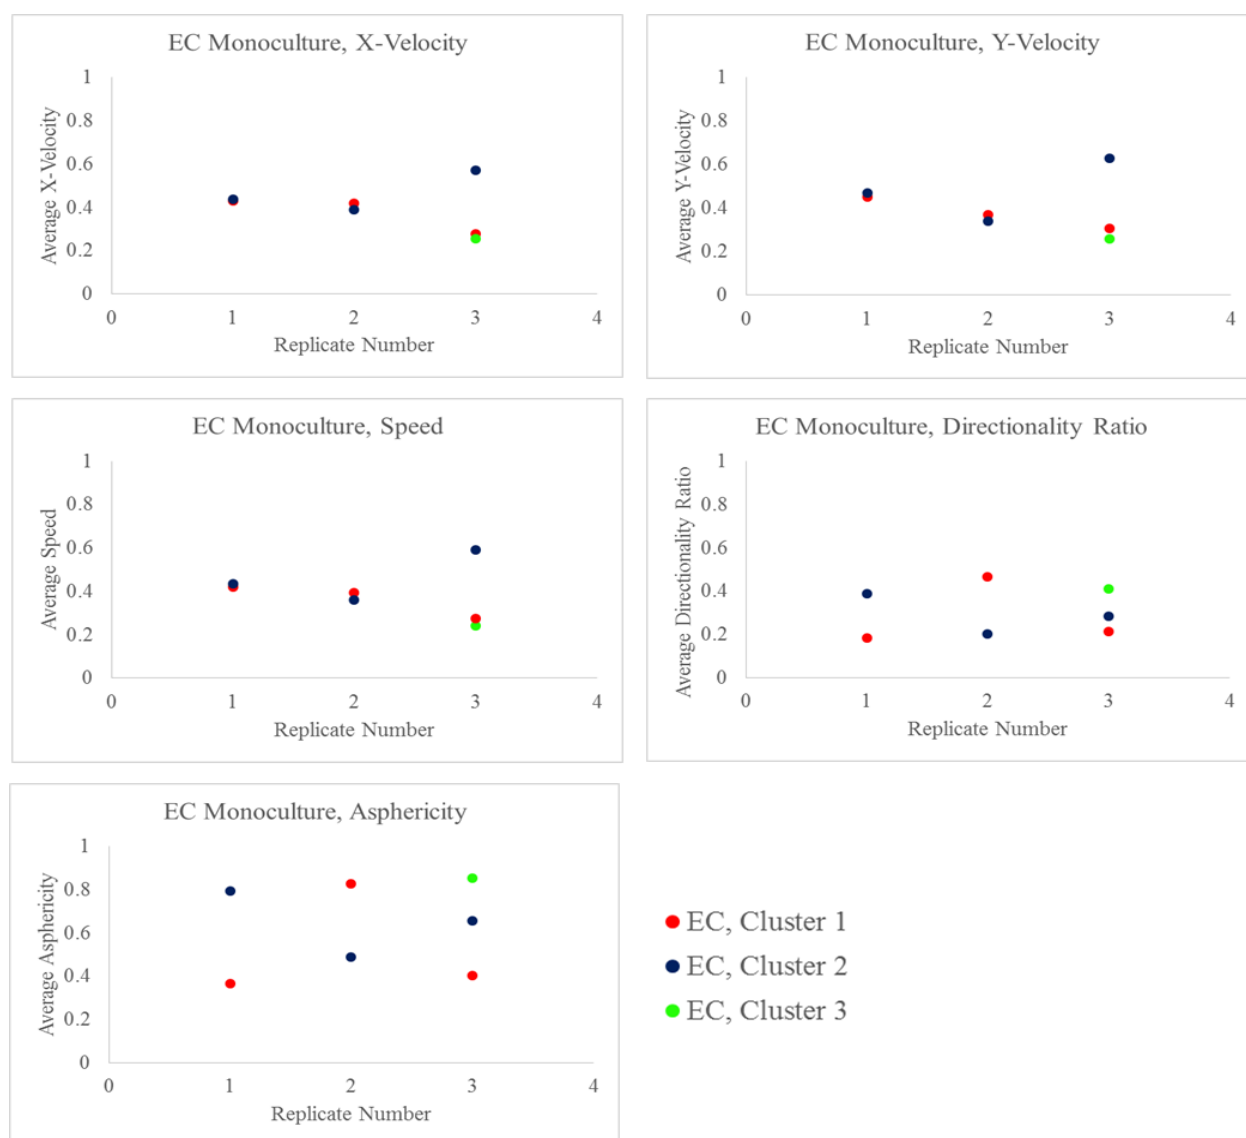 EC Monoculture, X-Velocity
Average X-Velocity
1
0.8
0.6
0.4
0.2
0
0 1 2 3 4
Replicate Number
EC Monoculture, Y-Velocity
Average Y-Velocity
1
0.8
0.6
0.4
0.2
0
0 1 2 3 4
Replicate Number
EC Monoculture, Speed
Average Speed
1
0.8
0.6
0.4
0.2
0
0 1 2 3 4
Replicate Number
EC Monoculture, Directionality Ratio
Average Directionality Ratio
1
0.8
0.6
0.4
0.2
0
0 1 2 3 4
Replicate Number
EC Monoculture, Asphericity
Average Asphericity
1
0.8
0.6
0.4
0.2
0
0 1 2 3 4
Replicate Number
EC, Cluster 1
EC, Cluster 2
EC, Cluster 3